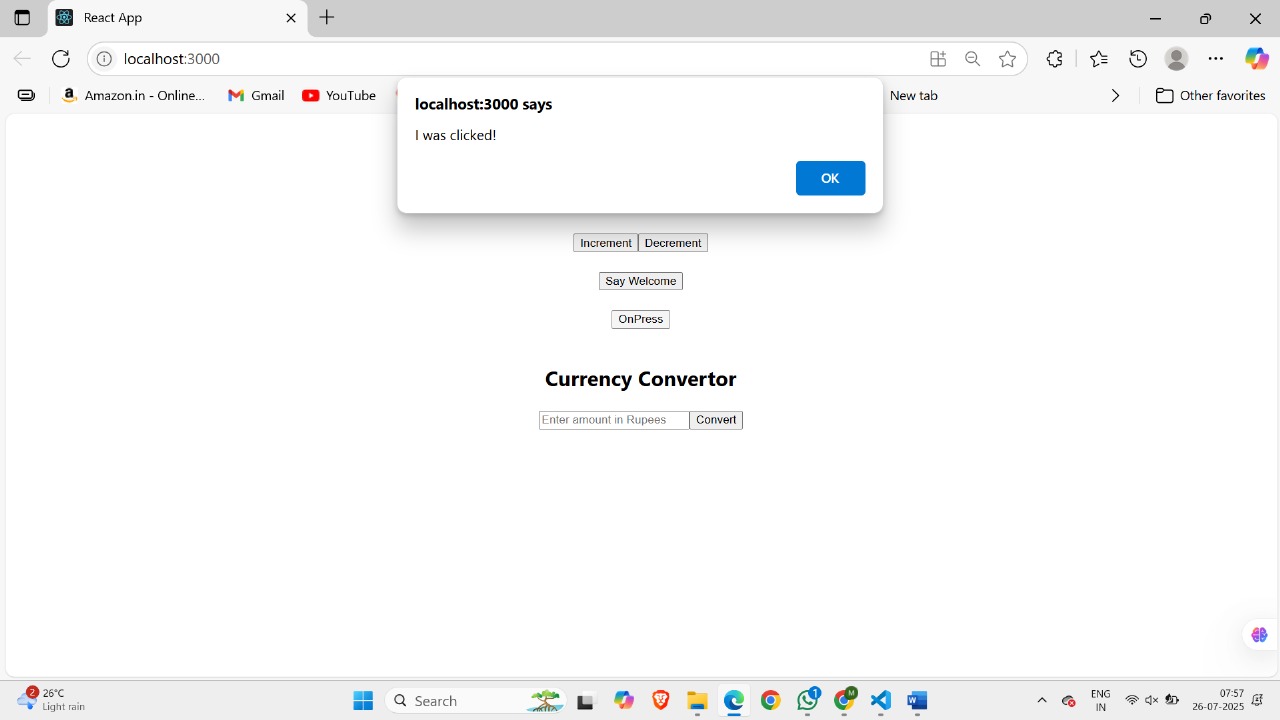 React App
localhost:3000
Amazon.in - Online... Gmail YouTube New tab Other favorites
localhost:3000 says
I was clicked!
OK
Increment Decrement
Say Welcome
OnPress
Currency Convertor
Enter amount in Rupees Convert
2 26°C
Light rain
Search
1
M
ENG
IN
07:57
26-07-2025